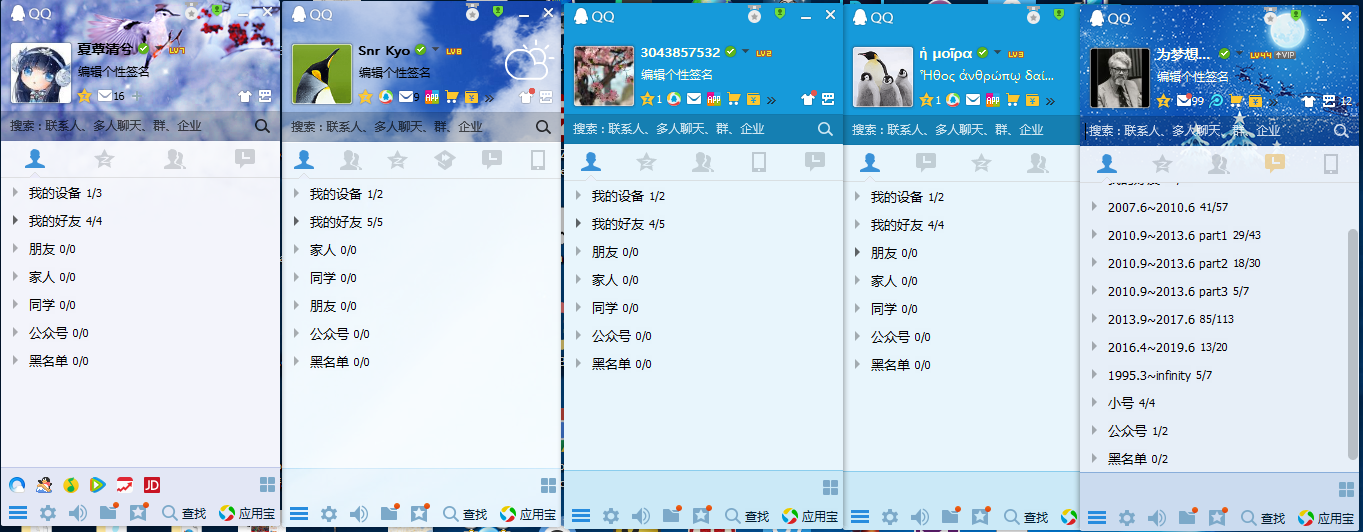 QQ
夏蕁清兮
LV7
编辑个性签名
16
搜索：联系人、多人聊天、群、企业
我的设备 1/3
我的好友 4/4
朋友 0/0
家人 0/0
同学 0/0
公众号 0/0
黑名单 0/0
JD
查找
应用宝
QQ
Snr Kyo
LV8
编辑个性签名
1
9
APP
搜索：联系人、多人聊天、群、企业
我的设备 1/2
我的好友 5/5
家人 0/0
同学 0/0
朋友 0/0
公众号 0/0
黑名单 0/0
查找
应用宝
QQ
3043857532
LV2
编辑个性签名
1
APP
搜索：联系人、多人聊天、群、企业
我的设备 1/2
我的好友 4/5
朋友 0/0
家人 0/0
同学 0/0
公众号 0/0
黑名单 0/0
查找
应用宝
QQ
ἡ μοῖρα
LV3
Ἦθος ἀνθρώπῳ δαί...
1
APP
搜索：联系人、多人聊天、群、企业
我的设备 1/2
我的好友 4/4
朋友 0/0
家人 0/0
同学 0/0
公众号 0/0
黑名单 0/0
查找
QQ
为梦想...
LV44 VIP
编辑个性签名
99
12
搜索：联系人、多人聊天、群、企业
2007.6~2010.6 41/57
2010.9~2013.6 part1 29/43
2010.9~2013.6 part2 18/30
2010.9~2013.6 part3 5/7
2013.9~2017.6 85/113
2016.4~2019.6 13/20
1995.3~infinity 5/7
小号 4/4
公众号 1/2
黑名单 0/2
查找
应用宝